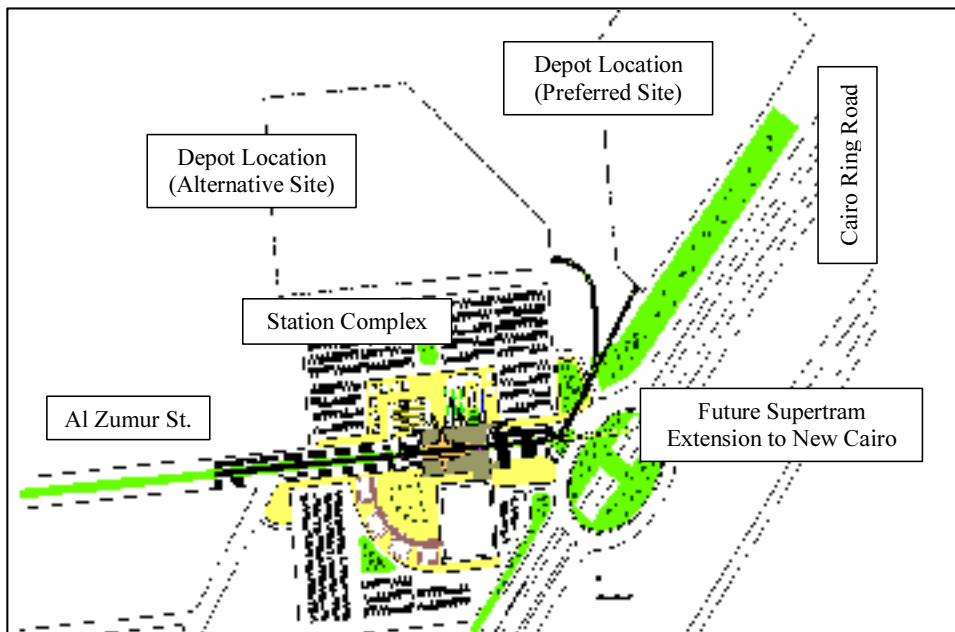 Depot Location
(Preferred Site)
Depot Location
(Alternative Site)
Cairo Ring Road
Station Complex
Al Zumur St.
Future Supertram
Extension to New Cairo